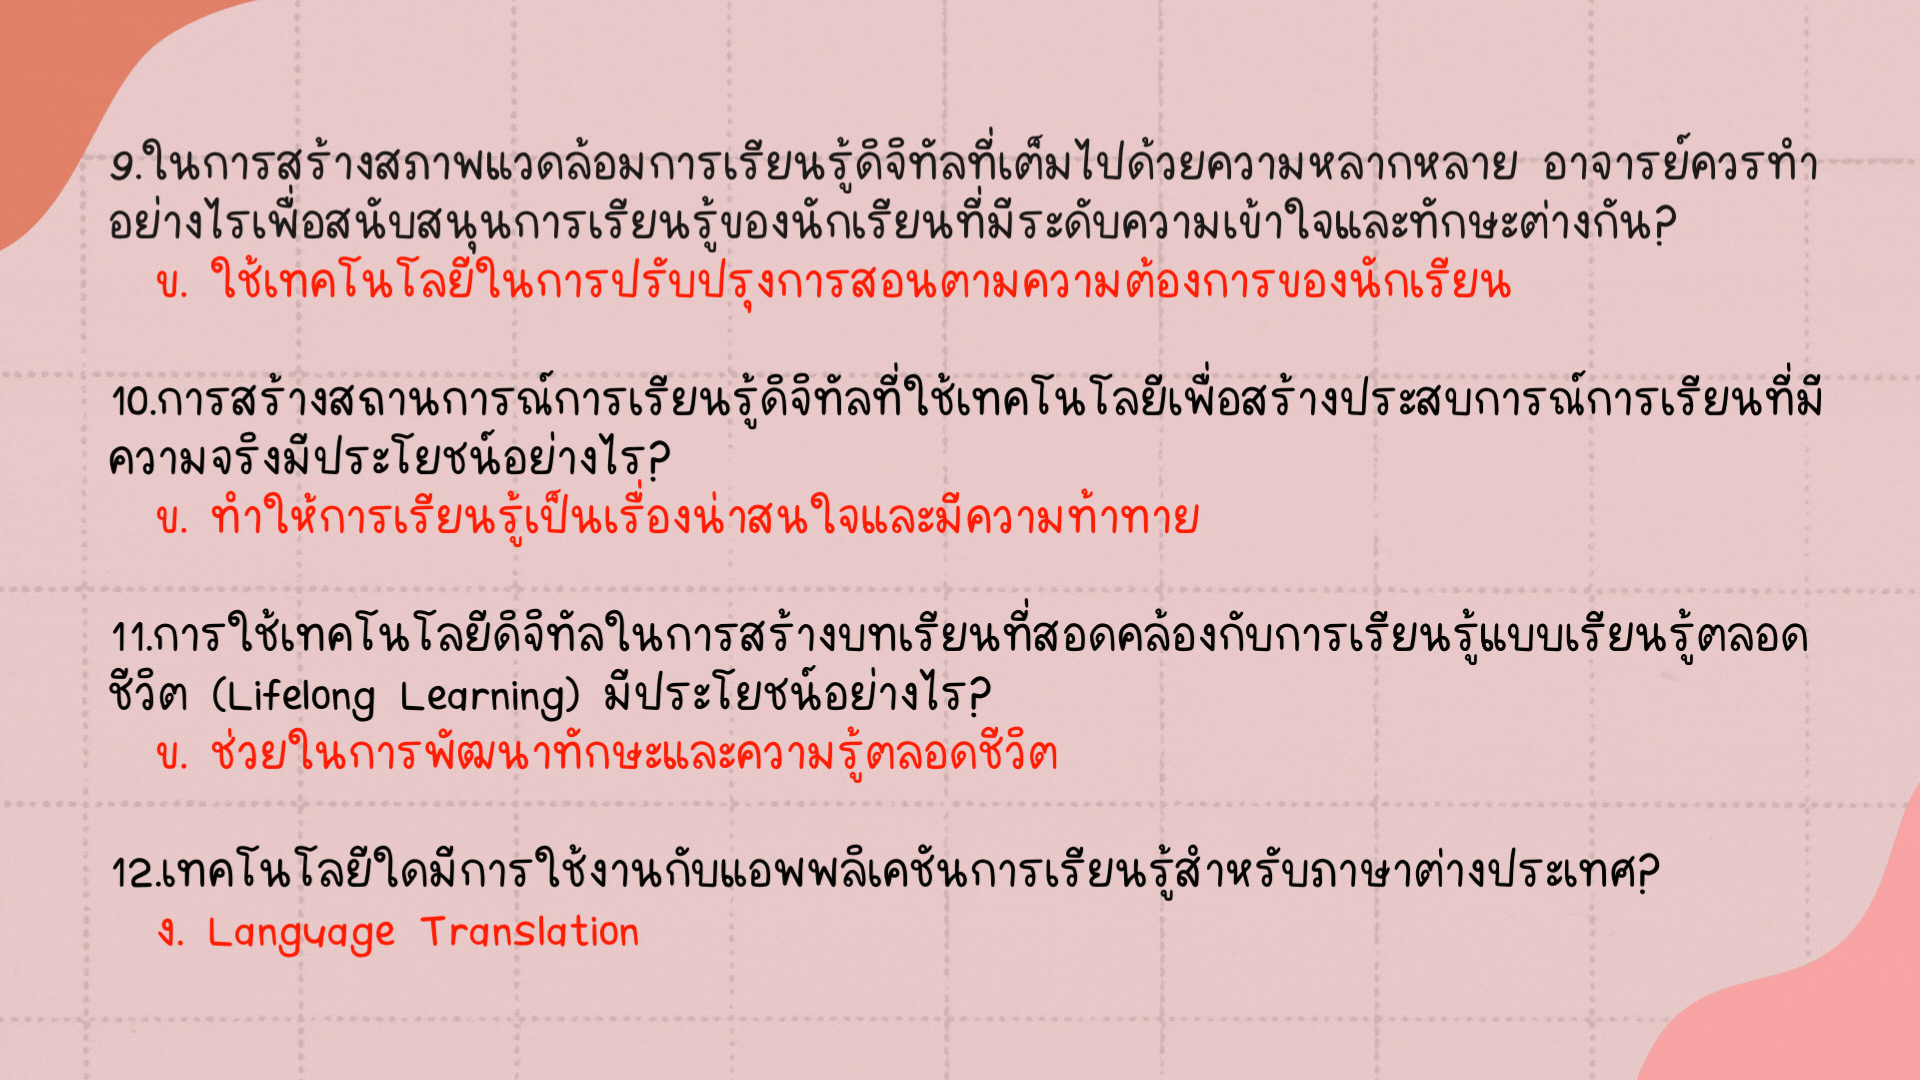 9.ในการสร้างสภาพแวดล้อมการเรียนรู้ดิจิทัลที่เต็มไปด้วยความหลากหลาย อาจารย์ควรทำ
อย่างไรเพื่อสนับสนุนการเรียนรู้ของนักเรียนที่มีระดับความเข้าใจและทักษะต่างกัน?
ข. ใช้เทคโนโลยีในการปรับปรุงการสอนตามความต้องการของนักเรียน
10.การสร้างสถานการณ์การเรียนรู้ดิจิทัลที่ใช้เทคโนโลยีเพื่อสร้างประสบการณ์การเรียนที่มี
ความจริงมีประโยชน์อย่างไร?
ข. ทำให้การเรียนรู้เป็นเรื่องน่าสนใจและมีความท้าทาย
11.การใช้เทคโนโลยีดิจิทัลในการสร้างบทเรียนที่สอดคล้องกับการเรียนรู้แบบเรียนรู้ตลอด
ชีวิต (Lifelong Learning) มีประโยชน์อย่างไร?
ข. ช่วยในการพัฒนาทักษะและความรู้ตลอดชีวิต
12.เทคโนโลยีใดมีการใช้งานกับแอพพลิเคชันการเรียนรู้สำหรับภาษาต่างประเทศ?
ง. Language Translation